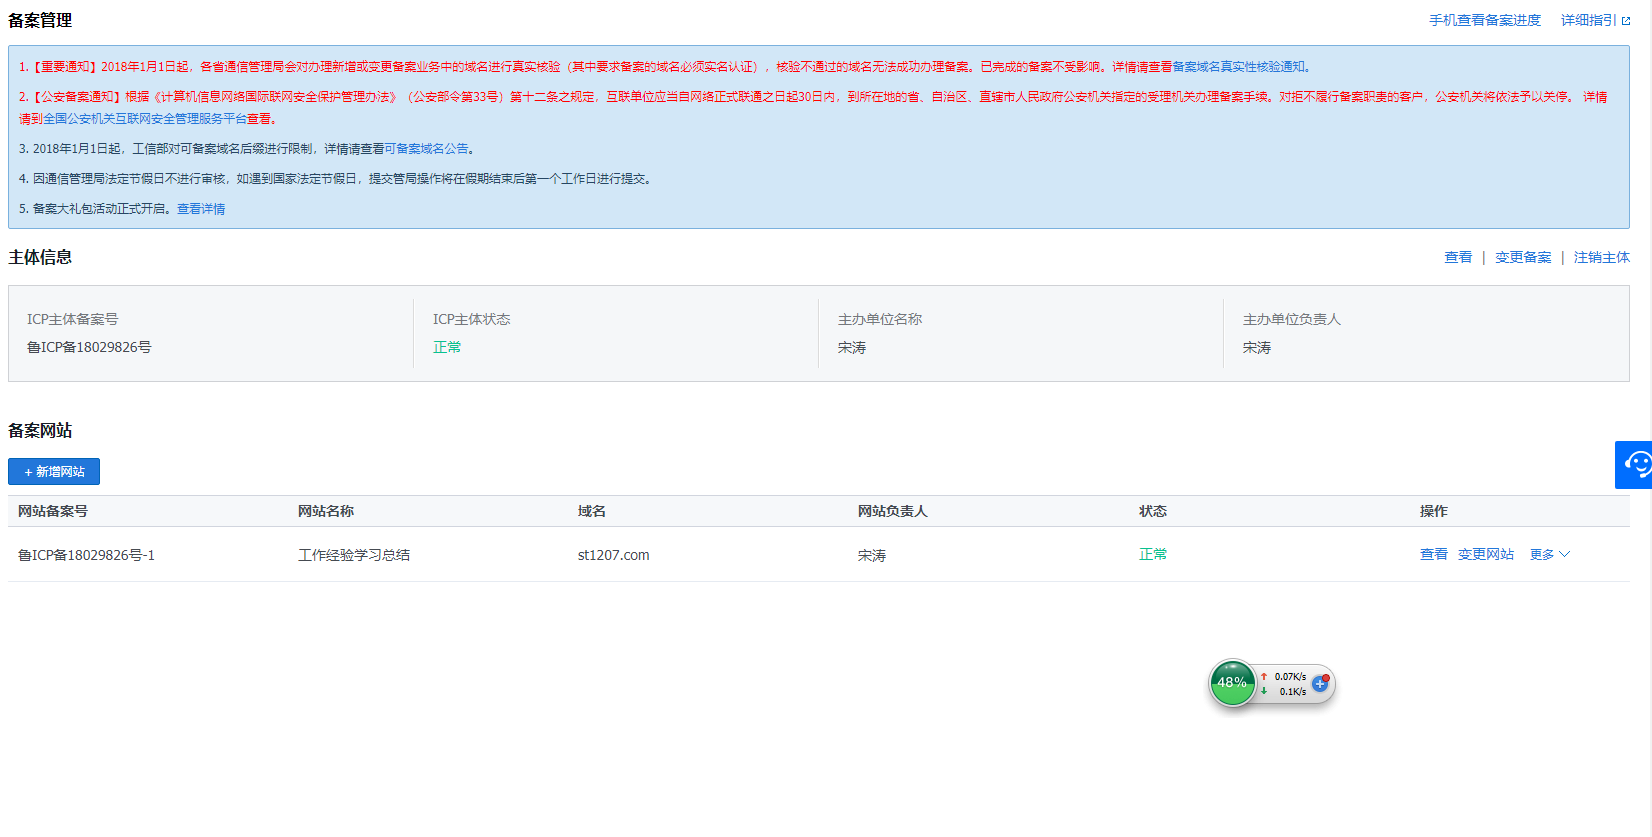 备案管理
手机查看备案进度 详细指引
1.【重要通知】2018年1月1日起，各省通信管理局会对办理新增或变更备案业务中的域名进行真实核验（其中要求备案的域名必须实名认证），核验不通过的域名无法成功办理备案。已完成的备案不受影响。详情请查看备案域名真实性核验通知。
2.【公安备案通知】根据《计算机信息网络国际联网安全保护管理办法》（公安部令第33号）第十二条之规定，互联单位应当自网络正式联通之日起30日内，到所在地的省、自治区、直辖市人民政府公安机关指定的受理机关办理备案手续。对拒不履行备案职责的客户，公安机关将依法予以关停。 详情
请到全国公安机关互联网安全管理服务平台查看。
3. 2018年1月1日起，工信部对可备案域名后缀进行限制，详情请查看可备案域名公告。
4. 因通信管理局法定节假日不进行审核，如遇到国家法定节假日，提交管局操作将在假期结束后第一个工作日进行提交。
5. 备案大礼包活动正式开启。查看详情
主体信息
查看 | 变更备案 | 注销主体
ICP主体备案号 ICP主体状态 主办单位名称 主办单位负责人
鲁ICP备18029826号 正常 宋涛 宋涛
备案网站
+ 新增网站
网站备案号 网站名称 域名 网站负责人 状态 操作
鲁ICP备18029826号-1 工作经验学习总结 st1207.com 宋涛 正常 查看 变更网站 更多
48% 0.07K/s
0.1K/s